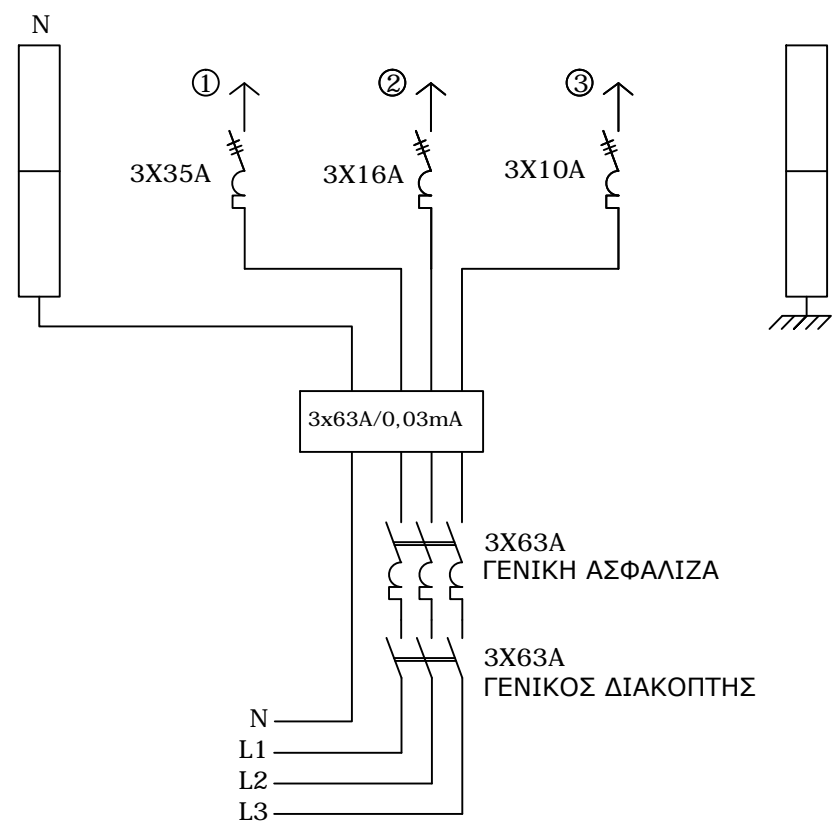 N
① ② ③
3X35A 3X16A 3X10A
3x63A/0,03mA
3X63A
ΓΕΝΙΚΗ ΑΣΦΑΛΙΖΑ
3X63A
ΓΕΝΙΚΟΣ ΔΙΑΚΟΠΤΗΣ
N
L1
L2
L3